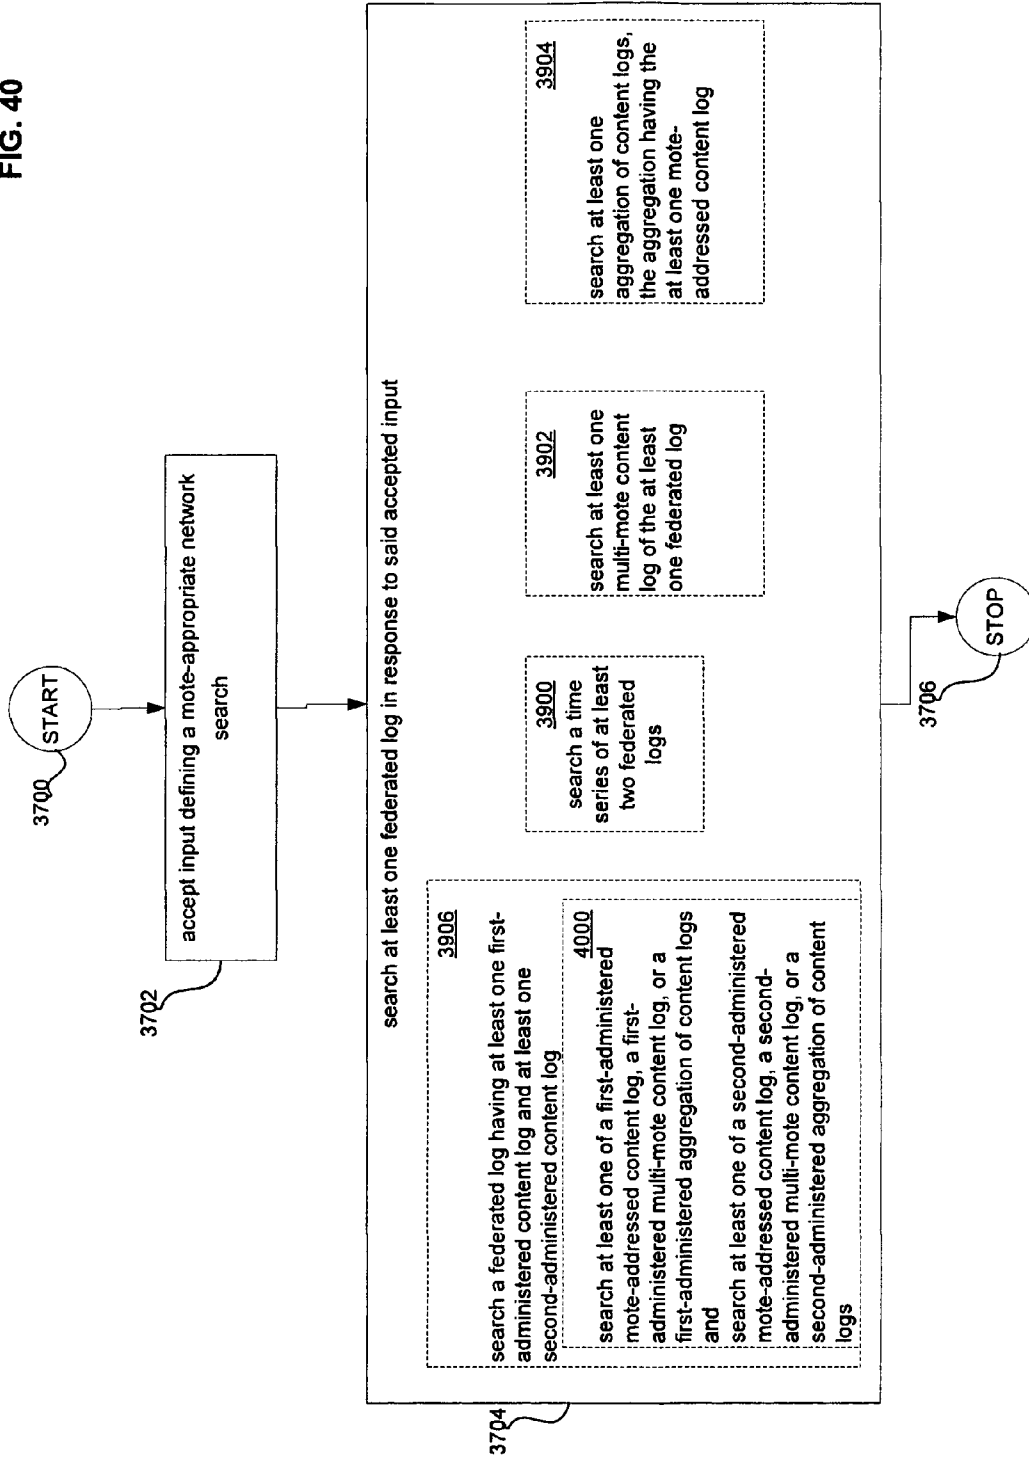 FIG. 40
START
3700
accept input defining a mote-appropriate network
search
3702
search at least one federated log in response to said accepted input
3704
3906
search a federated log having at least one first-
administered content log and at least one
second-administered content log
4000
search at least one of a first-administered
mote-addressed content log, a first-
administered multi-mote content log, or a
first-administered aggregation of content logs
and
search at least one of a second-administered
mote-addressed content log, a second-
administered multi-mote content log, or a
second-administered aggregation of content
logs
3900
search a time
series of at least
two federated
logs
3902
search at least one
multi-mote content
log of the at least
one federated log
3904
search at least one
aggregation of content logs,
the aggregation having the
at least one mote-
addressed content log
STOP
3706